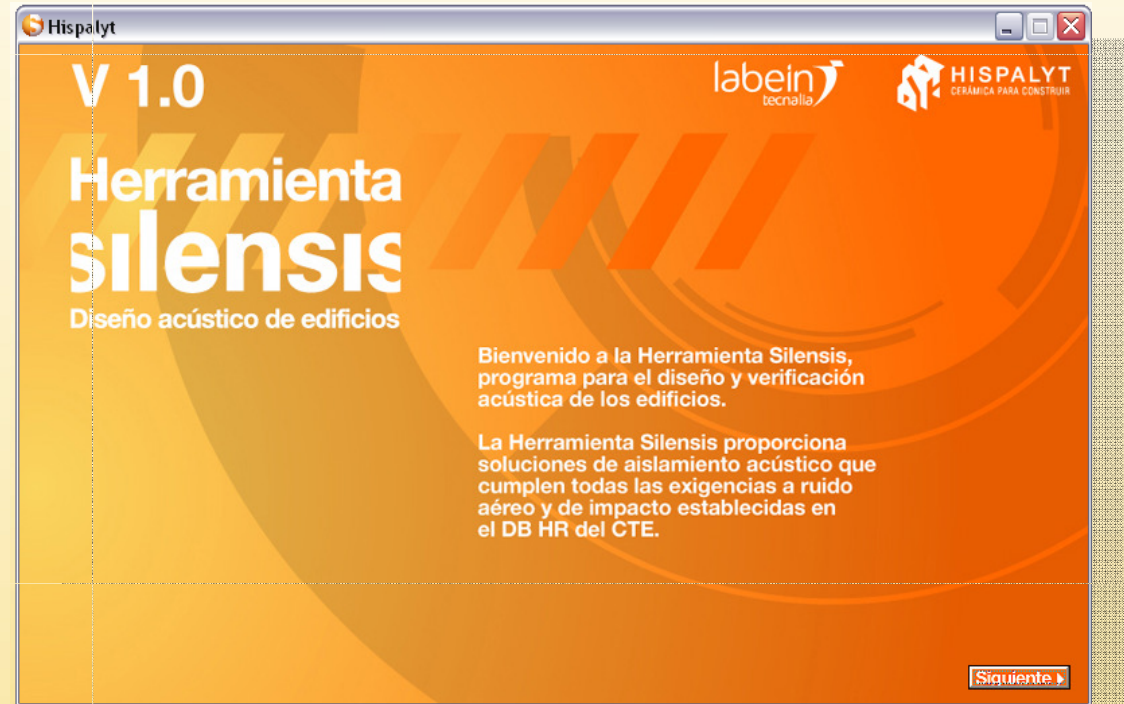 Hispalyt
V 1.0
labein
tecnalia
HISPALYT
CERÁMICA PARA CONSTRUIR
Herramienta
sılensıs
Diseño acústico de edificios
Bienvenido a la Herramienta Silensis,
programa para el diseño y verificación
acústica de los edificios.
La Herramienta Silensis proporciona
soluciones de aislamiento acústico que
cumplen todas las exigencias a ruido
aéreo y de impacto establecidas en
el DB HR del CTE.
Siguiente